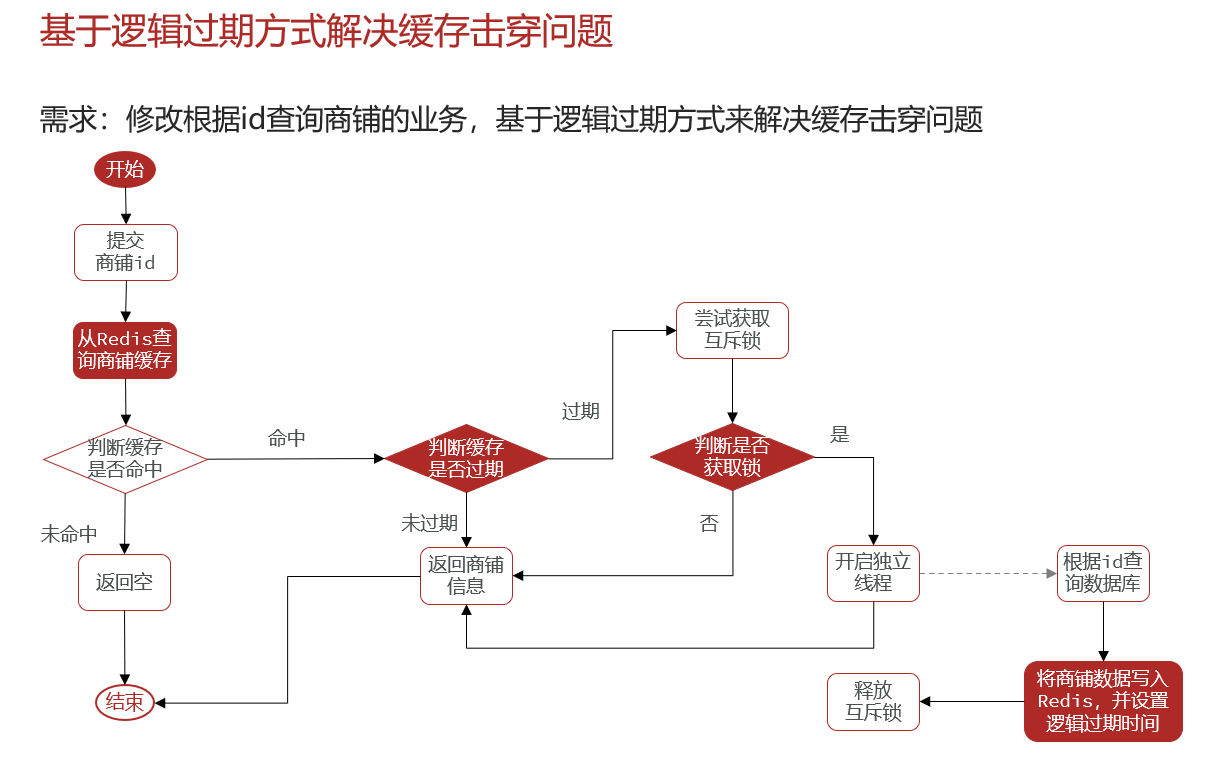 基于逻辑过期方式解决缓存击穿问题
需求：修改根据id查询商铺的业务，基于逻辑过期方式来解决缓存击穿问题
开始
提交
商铺id
从Redis查
询商铺缓存
判断缓存
是否命中
命中
未命中
返回空
结束
判断缓存
是否过期
过期
未过期
返回商铺
信息
尝试获取
互斥锁
判断是否
获取锁
是
否
开启独立
线程
根据id查
询数据库
将商铺数据写入
Redis，并设置
逻辑过期时间
释放
互斥锁